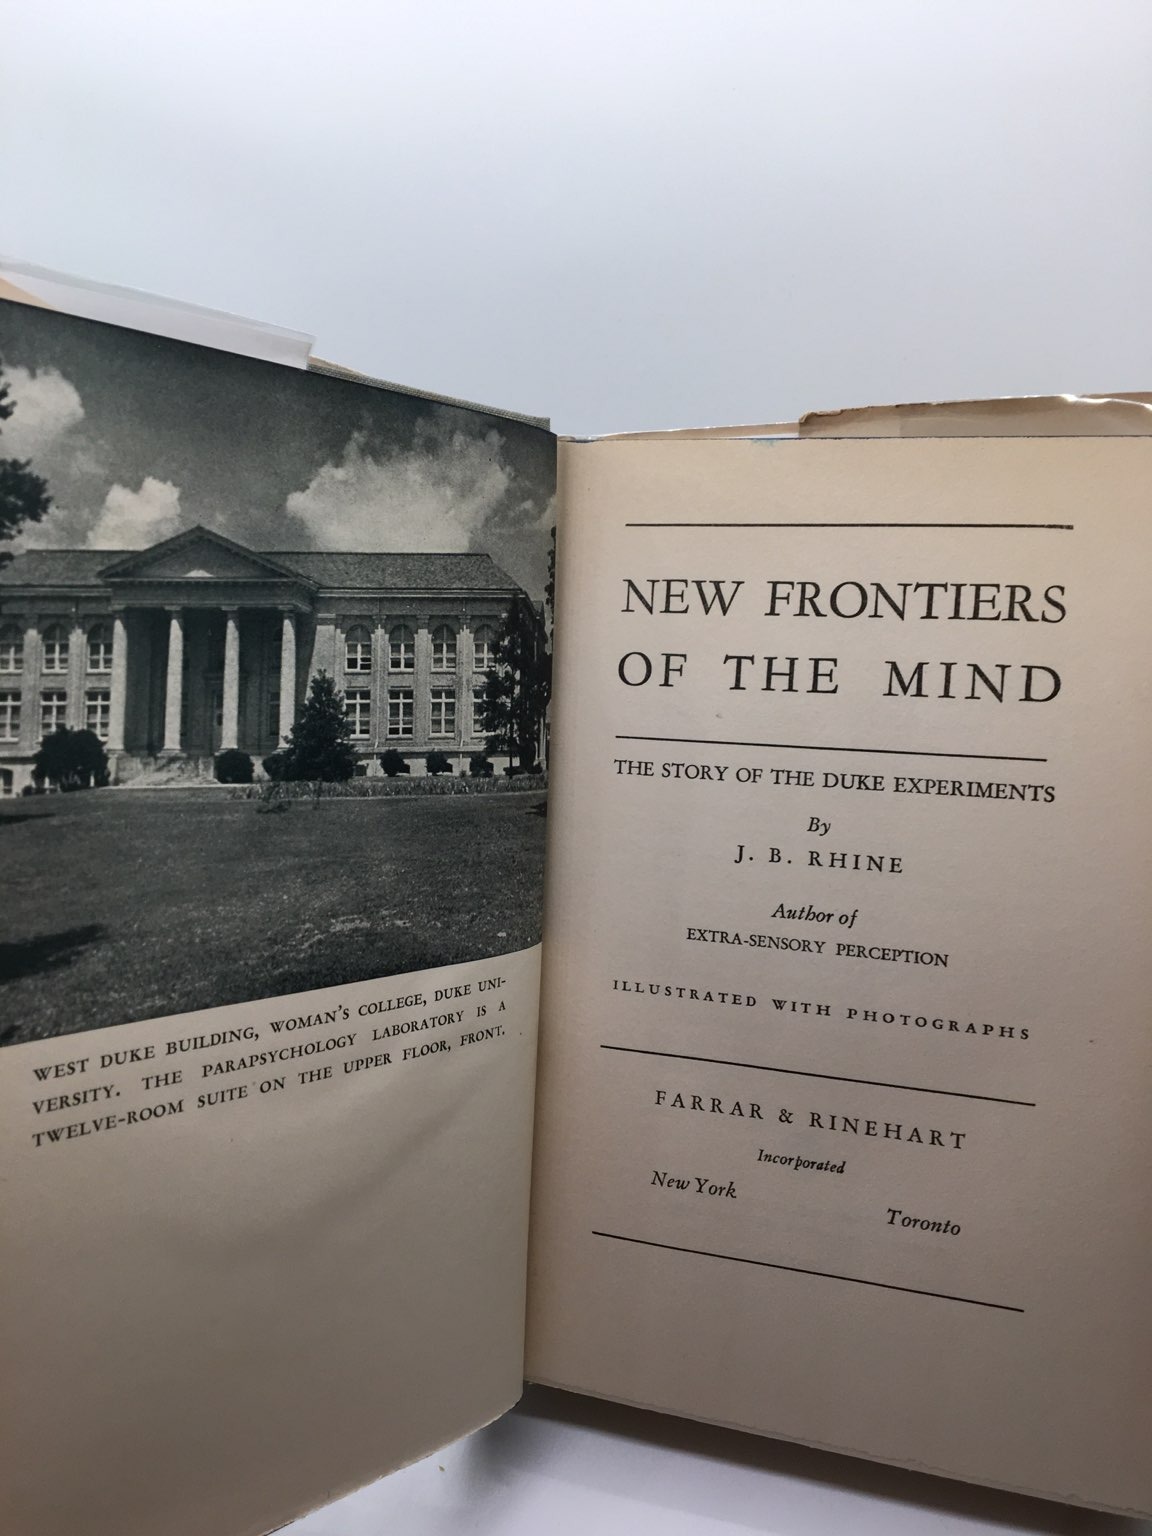 WEST DUKE BUILDING, WOMAN'S COLLEGE, DUKE UNI-
VERSITY. THE PARAPSYCHOLOGY LABORATORY IS A
TWELVE-ROOM SUITE ON THE UPPER FLOOR, FRONT.
NEW FRONTIERS
OF THE MIND
THE STORY OF THE DUKE EXPERIMENTS
By
J. B. RHINE
Author of
EXTRA-SENSORY PERCEPTION
ILLUSTRATED WITH PHOTOGRAPHS
FARRAR & RINEHART
Incorporated
New York Toronto